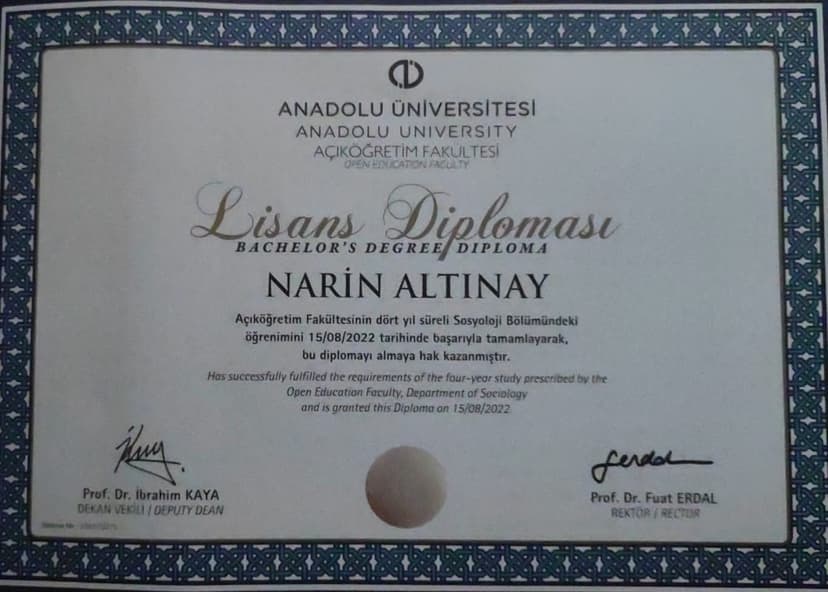 ANADOLU ÜNİVERSİTESİ
ANADOLU UNIVERSITY
AÇIKÖĞRETİM FAKÜLTESİ
OPEN EDUCATION FACULTY
Lisans Diploması
BACHELOR'S DEGREE DIPLOMA
NARİN ALTINAY
Açıköğretim Fakültesinin dört yıl süreli Sosyoloji Bölümündeki
öğrenimini 15/08/2022 tarihinde başarıyla tamamlayarak,
bu diplomayı almaya hak kazanmıştır.
Has successfully fulfilled the requirements of the four-year study prescribed by the
Open Education Faculty, Department of Sociology
and is granted this Diploma on 15/08/2022
Prof. Dr. İbrahim KAYA
DEKAN VEKİLİ / DEPUTY DEAN
Prof. Dr. Fuat ERDAL
REKTÖR / RECTOR